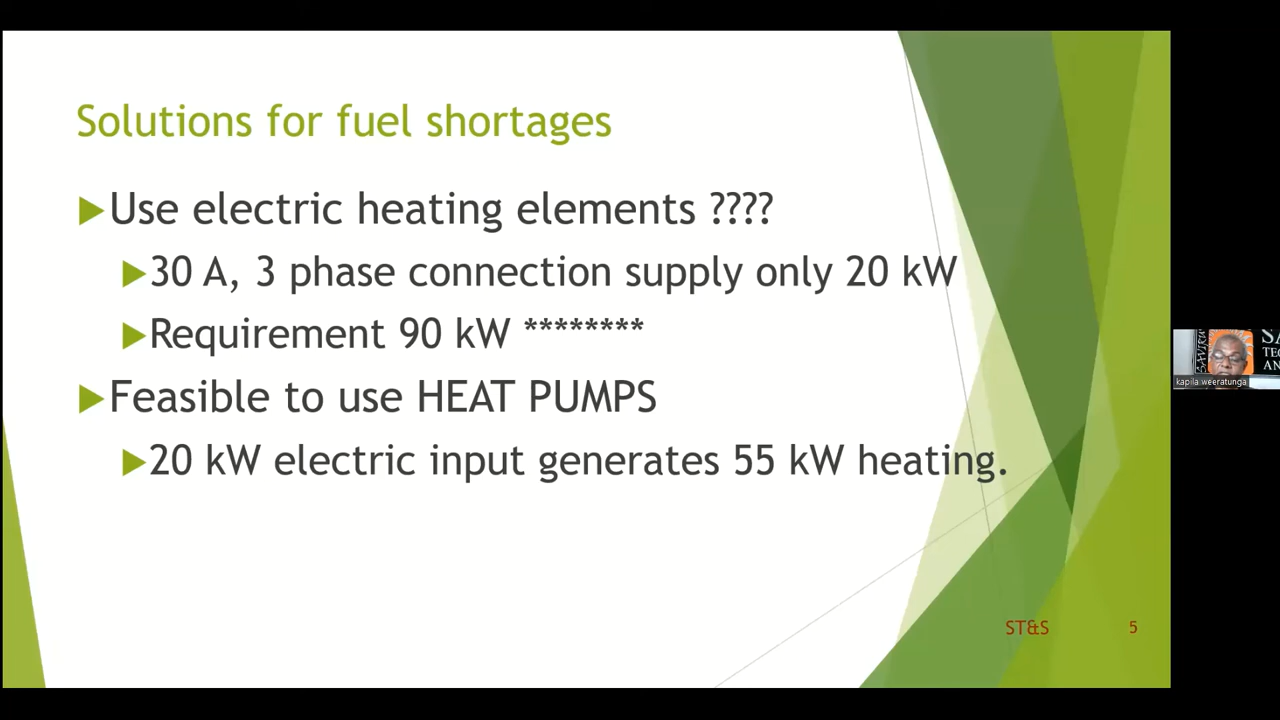 Solutions for fuel shortages
Use electric heating elements ????
30 A, 3 phase connection supply only 20 kW
Requirement 90 kW ********
Feasible to use HEAT PUMPS
20 kW electric input generates 55 kW heating.
ST&S
5
kapila weeratunga